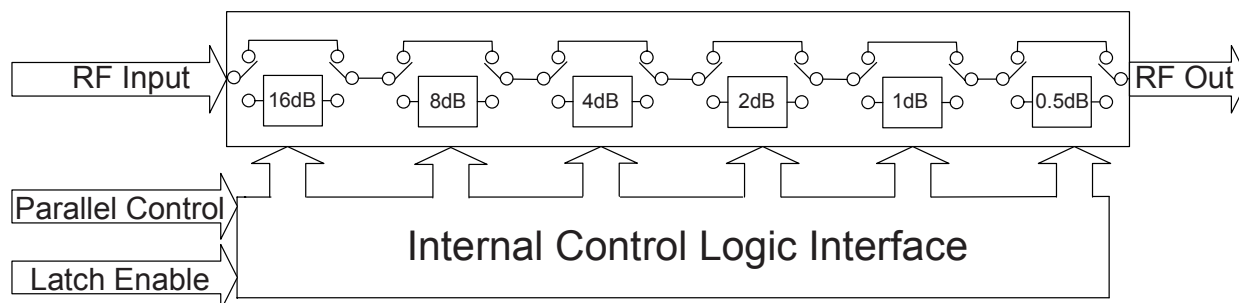 RF Input
16dB
8dB
4dB
2dB
1dB
0.5dB
RF Out
Parallel Control
Internal Control Logic Interface
Latch Enable